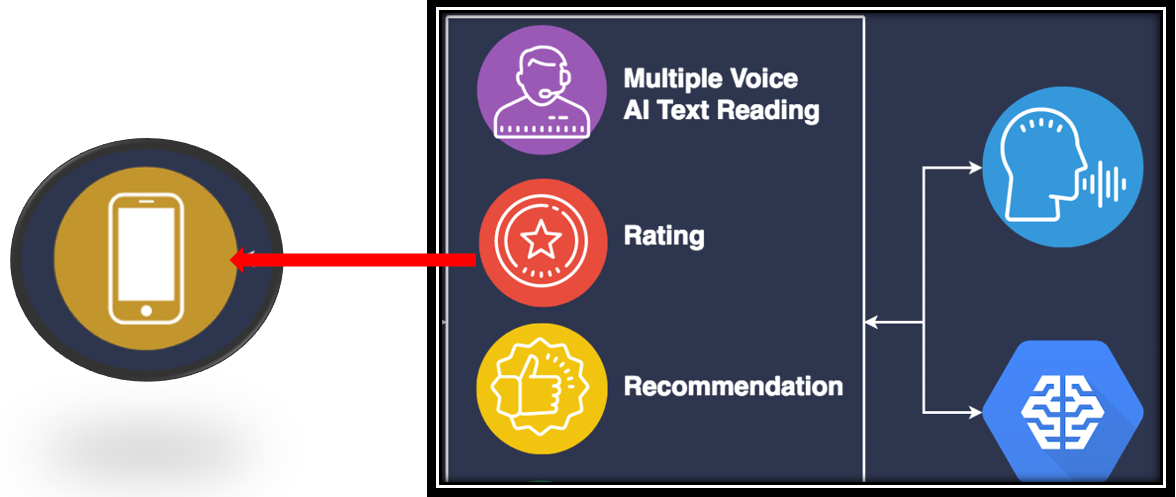 Multiple Voice
AI Text Reading
Rating
Recommendation